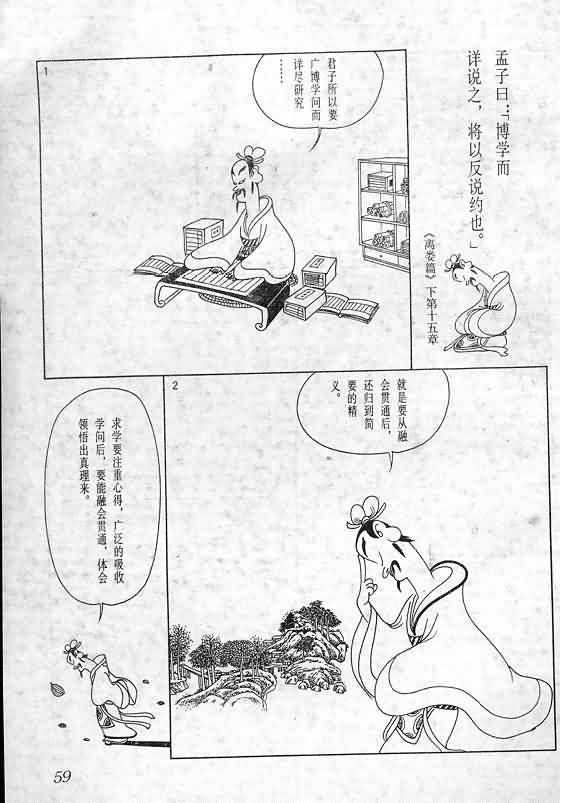 孟子曰：「博学而
详说之，将以反说约也。」
《离娄篇》下第十五章
1
君子所以要
广博学问而
详尽研究
……
2
就是要从融
会贯通后，
还归到简
要的精
义。
求学要注重心得，广泛的吸收
学问后，要能融会贯通，体会
领悟出真理来。
59